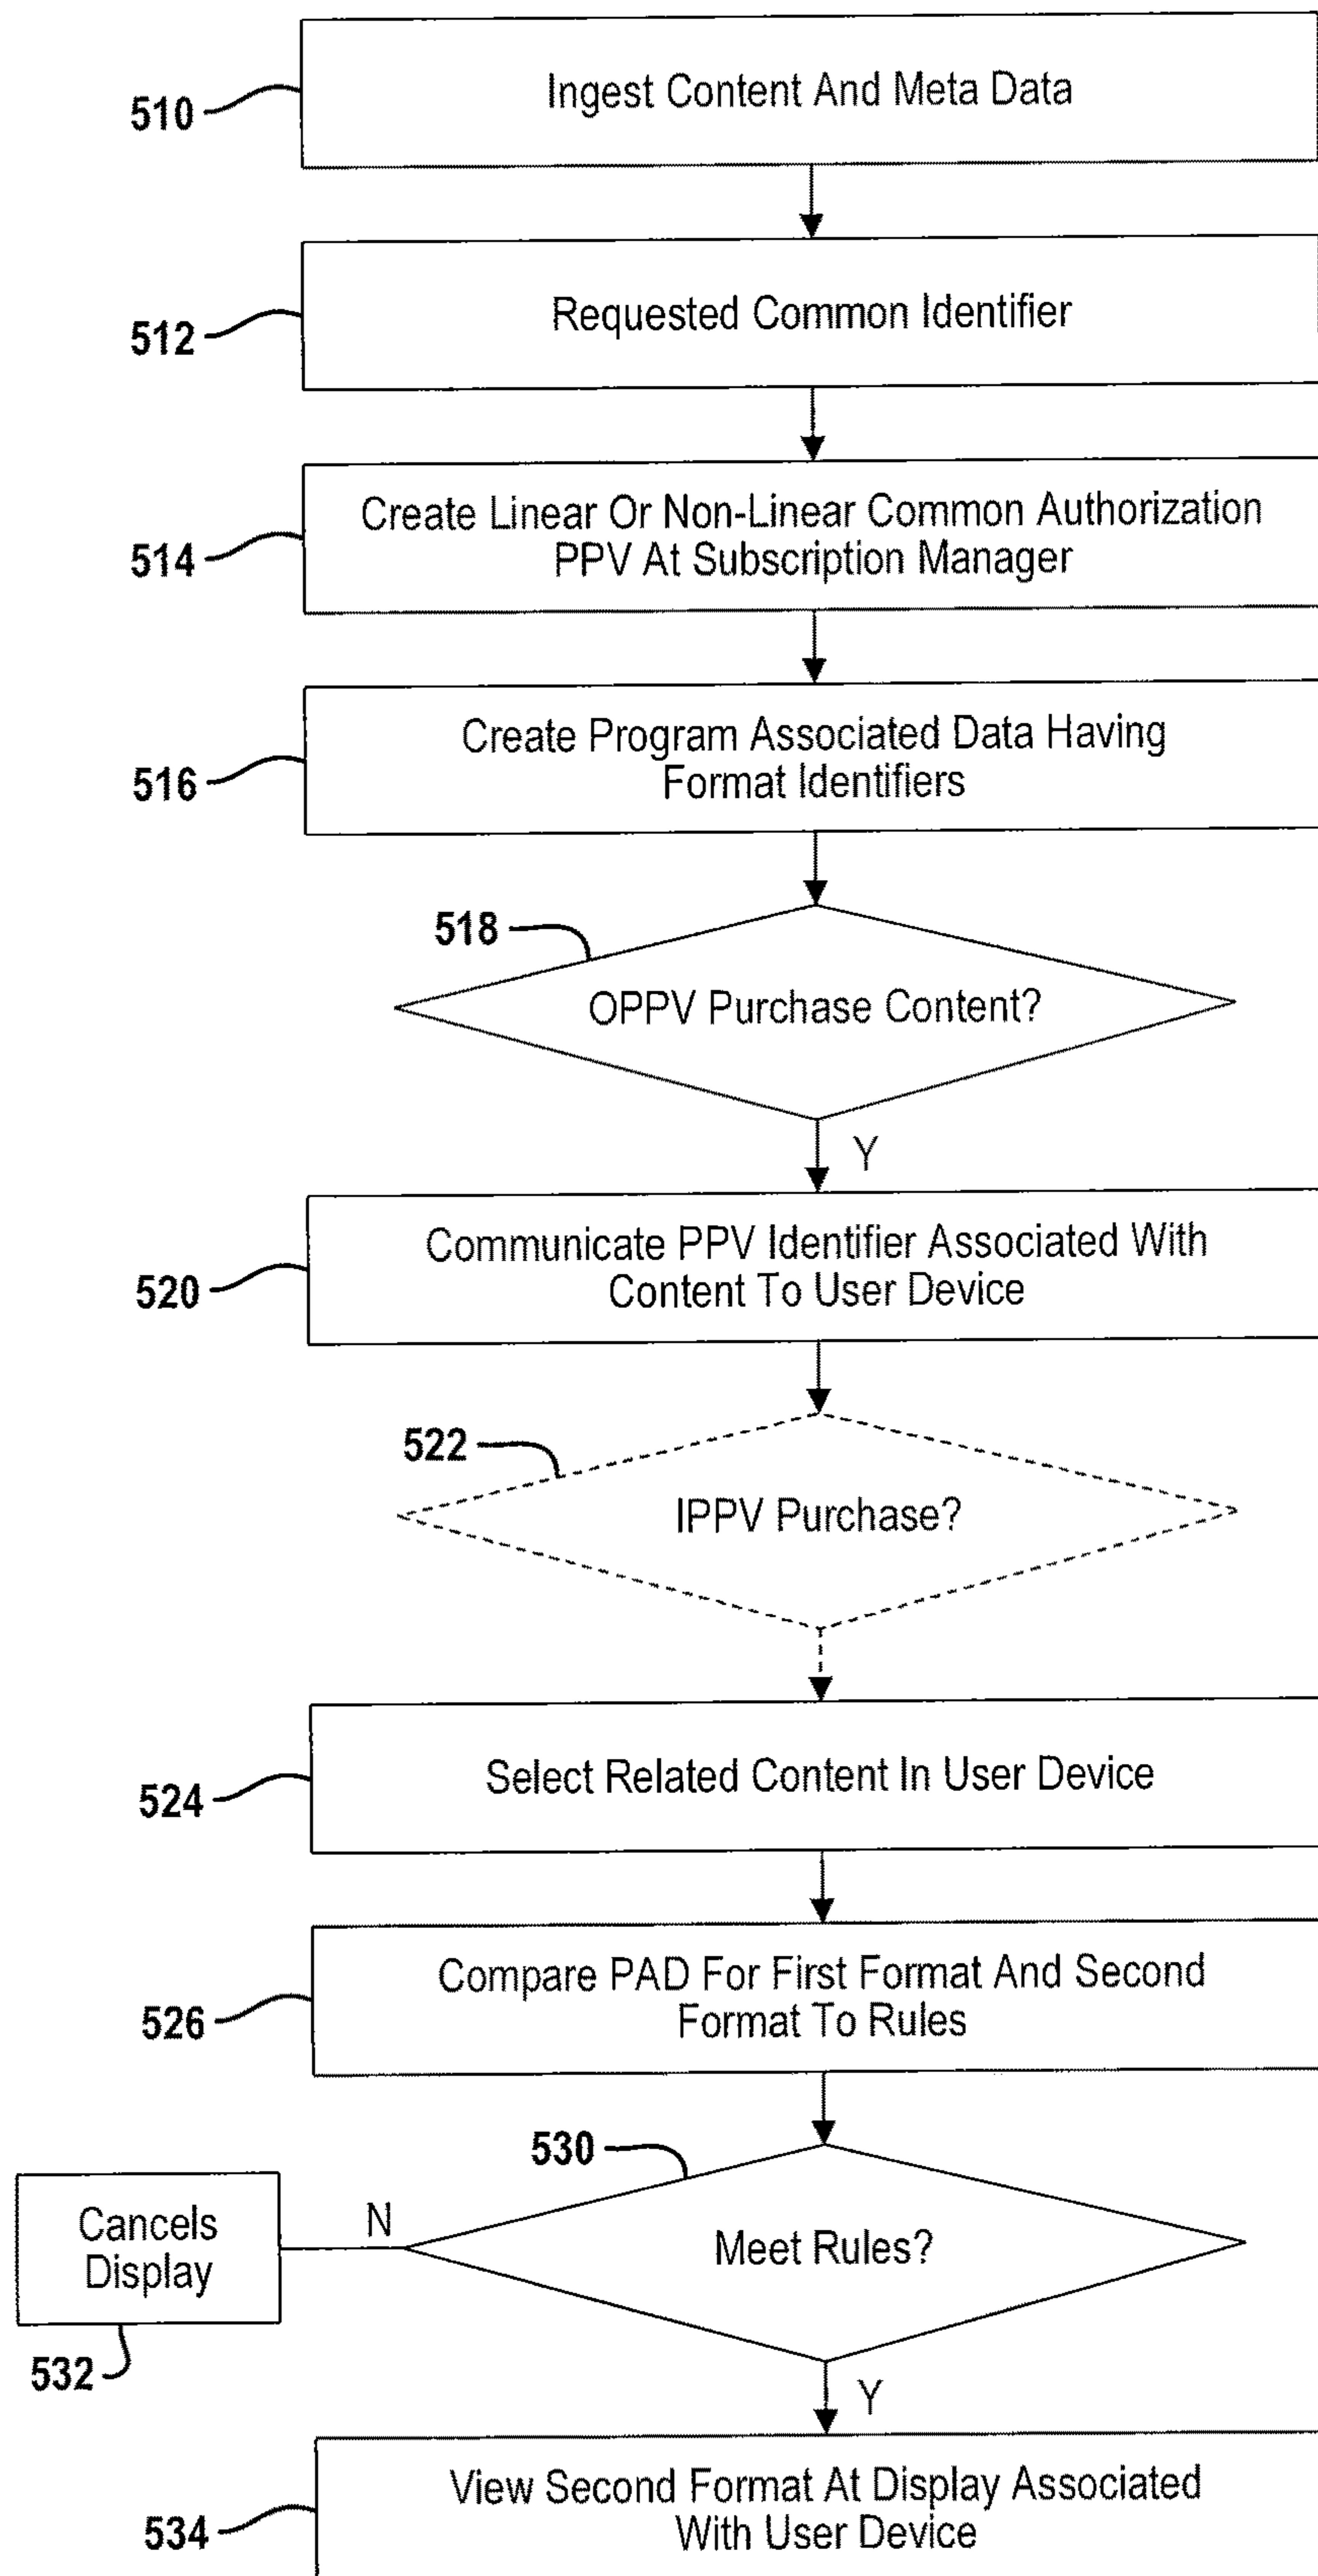 510
Ingest Content And Meta Data
512
Requested Common Identifier
514
Create Linear Or Non-Linear Common Authorization
PPV At Subscription Manager
516
Create Program Associated Data Having
Format Identifiers
518
OPPV Purchase Content?
Y
520
Communicate PPV Identifier Associated With
Content To User Device
522
IPPV Purchase?
524
Select Related Content In User Device
526
Compare PAD For First Format And Second
Format To Rules
530
Meet Rules?
N
Cancels
Display
532
Y
534
View Second Format At Display Associated
With User Device